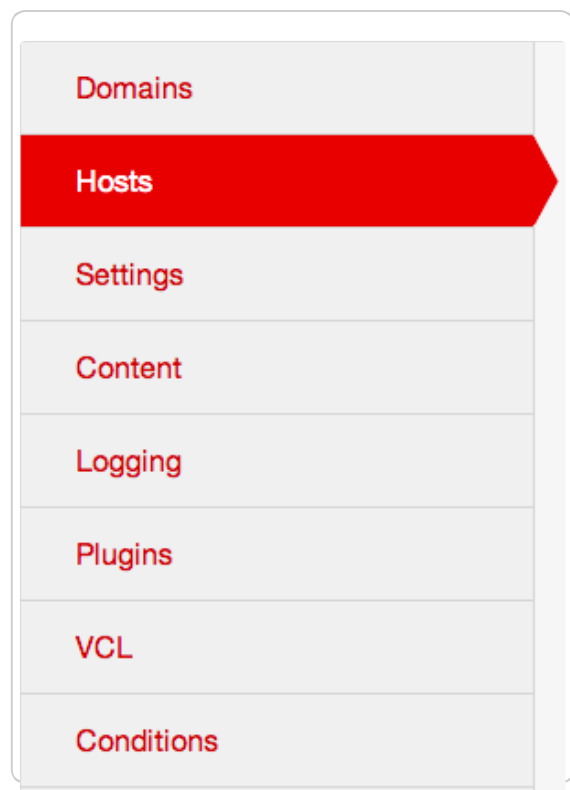 Domains
Hosts
Settings
Content
Logging
Plugins
VCL
Conditions